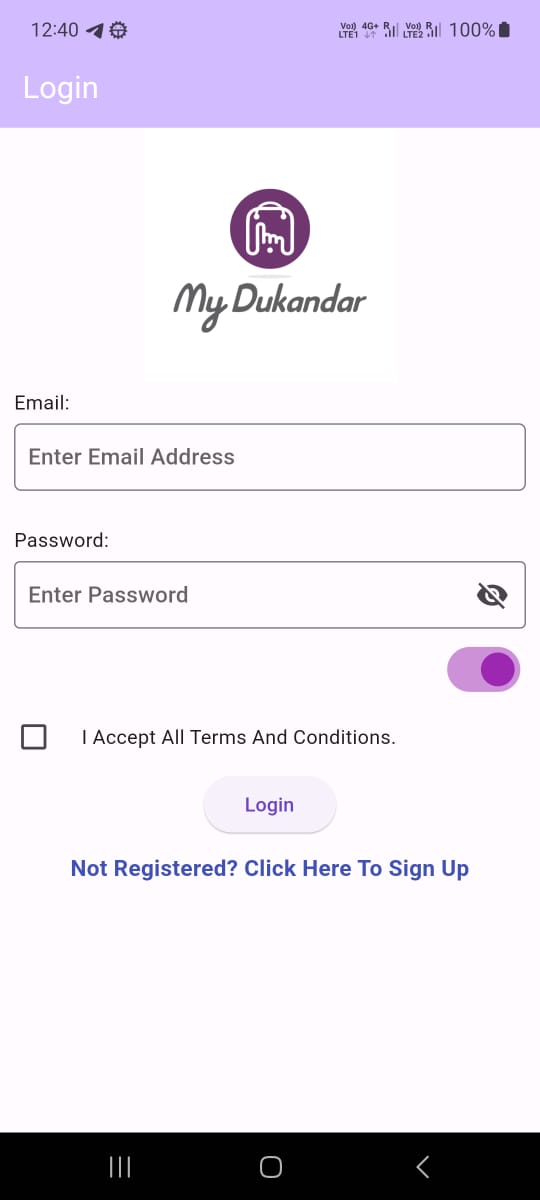 12:40 Vo)) LTE1 4G+ R Vo)) LTE2 R 100%
Login
My Dukandar
Email:
Enter Email Address
Password:
Enter Password
I Accept All Terms And Conditions.
Login
Not Registered? Click Here To Sign Up